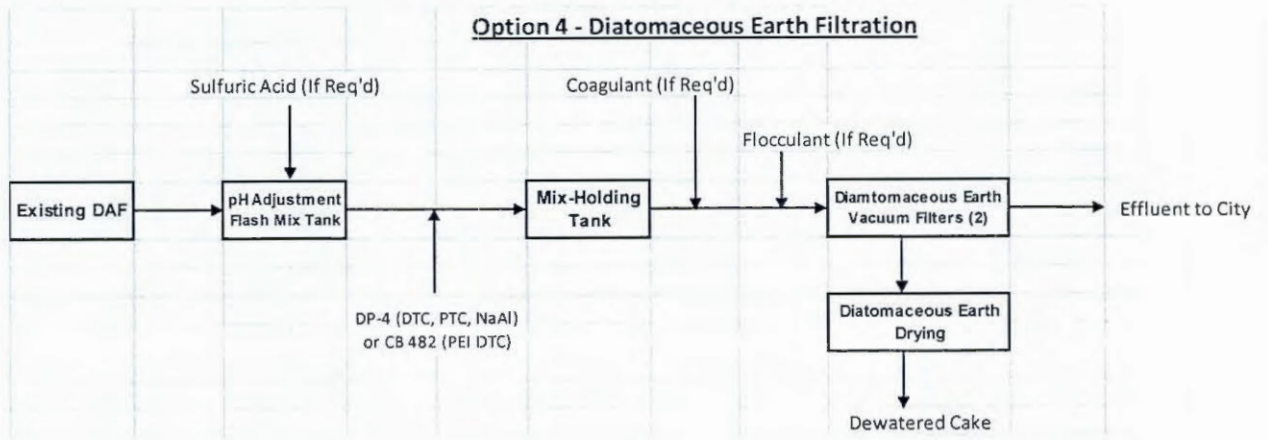 Option 4 - Diatomaceous Earth Filtration
Sulfuric Acid (If Req'd)
Coagulant (If Req'd)
Flocculant (If Req'd)
Existing DAF
pH Adjustment
Flash Mix Tank
Mix-Holding
Tank
Diamtomaceous Earth
Vacuum Filters (2)
Effluent to City
DP-4 (DTC, PTC, NaAl)
or CB 482 (PEI DTC)
Diatomaceous Earth
Drying
Dewatered Cake